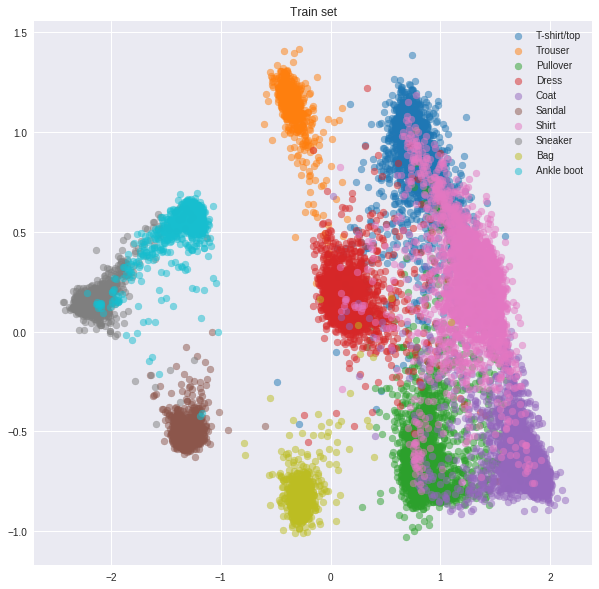 Train set
T-shirt/top
Trouser
Pullover
Dress
Coat
Sandal
Shirt
Sneaker
Bag
Ankle boot
1.5
1.0
0.5
0.0
−0.5
−1.0
−2 −1 0 1 2